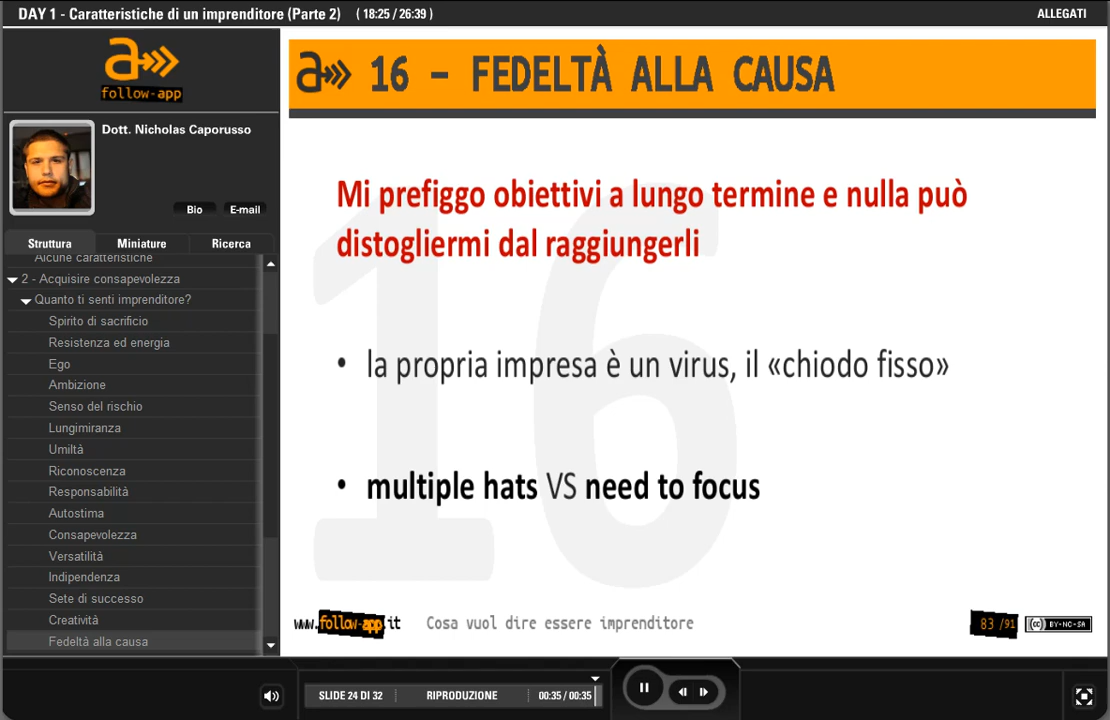 DAY 1 - Caratteristiche di un imprenditore (Parte 2) ( 18:25 / 26:39 )
ALLEGATI
a
follow-app
Dott. Nicholas Caporusso
Bio
E-mail
Struttura
Miniature
Ricerca
Alcune caratteristiche
2 - Acquisire consapevolezza
Quanto ti senti imprenditore?
Spirito di sacrificio
Resistenza ed energia
Ego
Ambizione
Senso del rischio
Lungimiranza
Umiltà
Riconoscenza
Responsabilità
Autostima
Consapevolezza
Versatilità
Indipendenza
Sete di successo
Creatività
Fedeltà alla causa
a 16 - FEDELTÀ ALLA CAUSA
16
Mi prefiggo obiettivi a lungo termine e nulla può
distogliermi dal raggiungerli
• la propria impresa è un virus, il «chiodo fisso»
• multiple hats VS need to focus
www.follow-app.it
Cosa vuol dire essere imprenditore
83 /91
cc BY-NC-SA
SLIDE 24 DI 32
RIPRODUZIONE
00:35 / 00:35